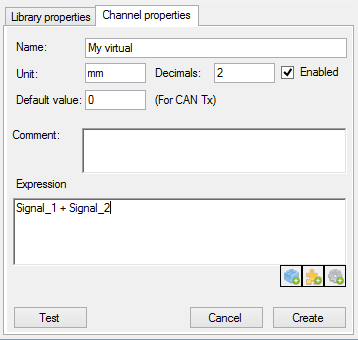 Library properties Channel properties
Name: My virtual
Unit: mm Decimals: 2 Enabled
Default value: 0 (For CAN Tx)
Comment:
Expression
Signal_1 + Signal_2
Test Cancel Create